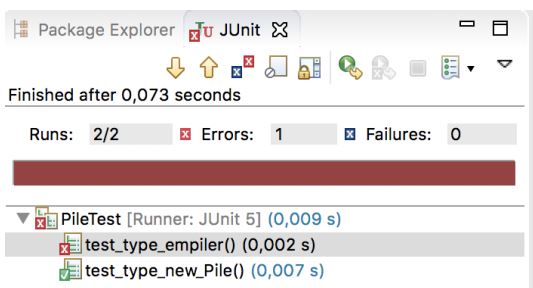 Package Explorer JUnit
Finished after 0,073 seconds
Runs: 2/2 Errors: 1 Failures: 0
PileTest [Runner: JUnit 5] (0,009 s)
test_type_empiler() (0,002 s)
test_type_new_Pile() (0,007 s)